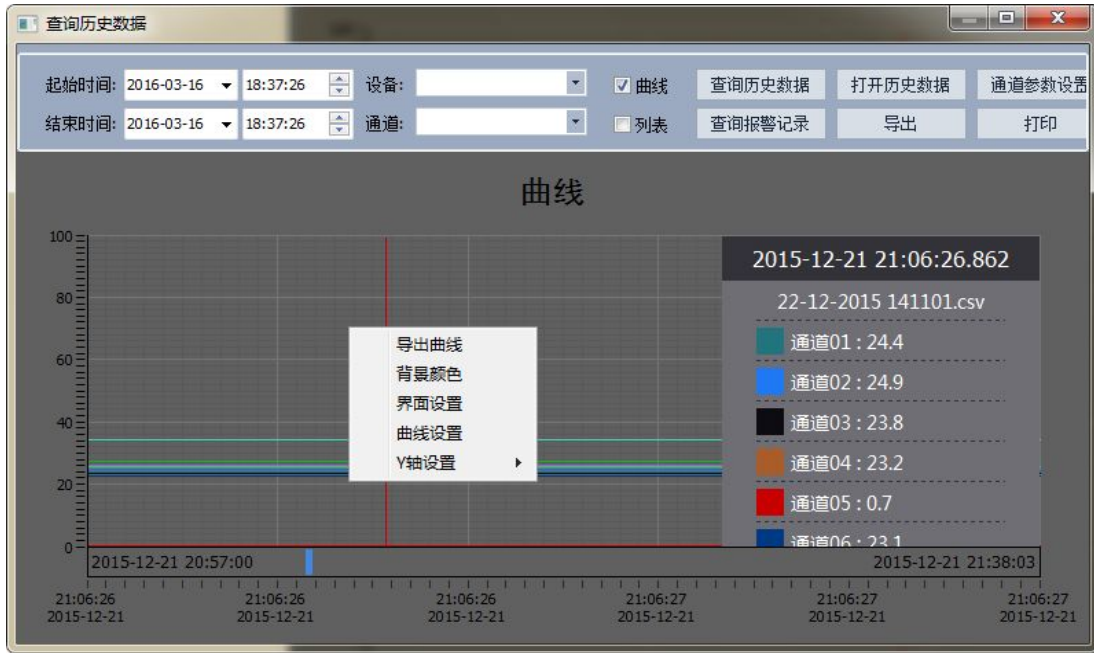 查询历史数据
起始时间: 2016-03-16 18:37:26 设备: 曲线 查询历史数据 打开历史数据 通道参数设置
结束时间: 2016-03-16 18:37:26 通道: 列表 查询报警记录 导出 打印
曲线
100
80
60
40
20
0
2015-12-21 21:06:26.862
22-12-2015 141101.csv
通道01 : 24.4
通道02 : 24.9
通道03 : 23.8
通道04 : 23.2
通道05 : 0.7
通道06 : 23.1
导出曲线
背景颜色
界面设置
曲线设置
Y轴设置
2015-12-21 20:57:00 2015-12-21 21:38:03
21:06:26 21:06:26 21:06:26 21:06:27 21:06:27 21:06:27
2015-12-21 2015-12-21 2015-12-21 2015-12-21 2015-12-21 2015-12-21